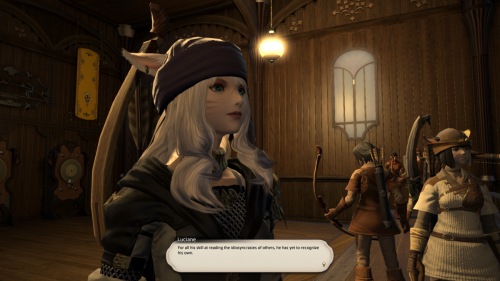 Luciane
For all his skill at reading the idiosyncrasies of others, he has yet to recognize
his own.